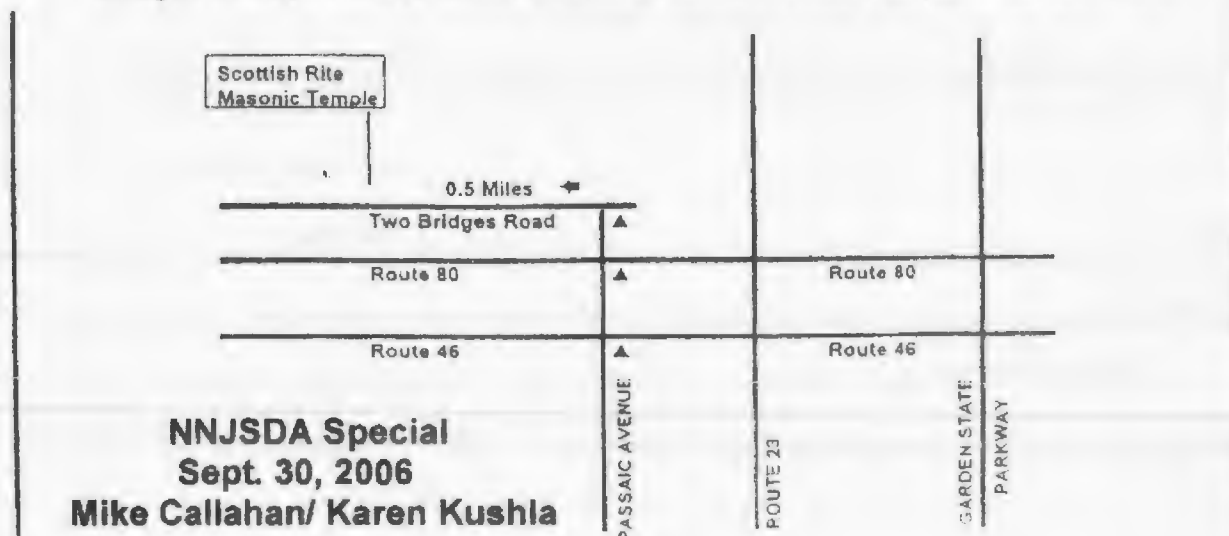 Scottish Rite
Masonic Temple
0.5 Miles
Two Bridges Road
Route 80
Route 80
Route 46
Route 46
PASSAIC AVENUE
ROUTE 23
GARDEN STATE
PARKWAY
NNJSDA Special
Sept. 30, 2006
Mike Callahan/ Karen Kushla